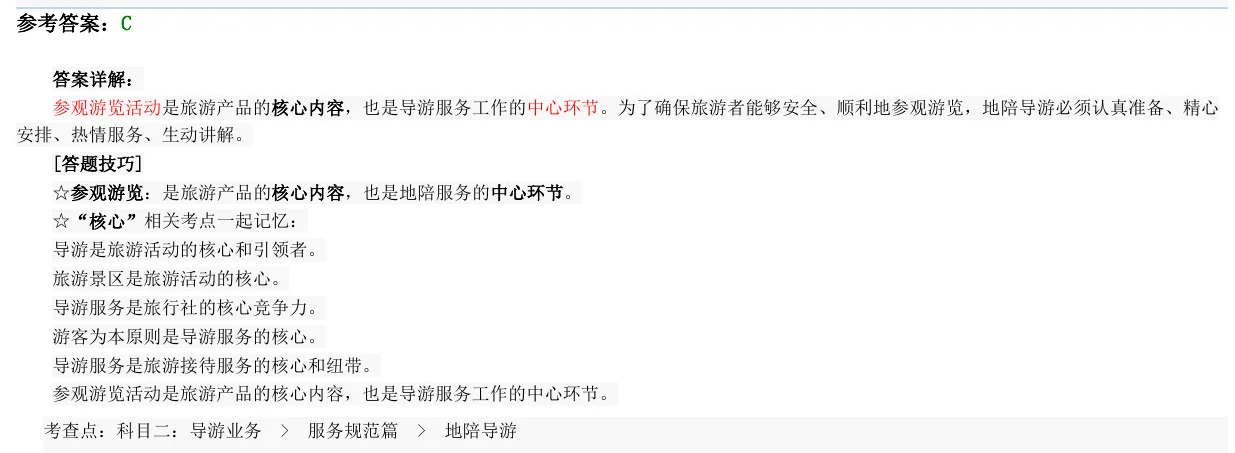 参考答案：C
答案详解：
参观游览活动是旅游产品的核心内容，也是导游服务工作的中心环节。为了确保旅游者能够安全、顺利地参观游览，地陪导游必须认真准备、精心
安排、热情服务、生动讲解。
[答题技巧]
☆参观游览：是旅游产品的核心内容，也是地陪服务的中心环节。
☆“核心”相关考点一起记忆：
导游是旅游活动的核心和引领者。
旅游景区是旅游活动的核心。
导游服务是旅行社的核心竞争力。
游客为本原则是导游服务的核心。
导游服务是旅游接待服务的核心和纽带。
参观游览活动是旅游产品的核心内容，也是导游服务工作的中心环节。
考查点：科目二：导游业务 > 服务规范篇 > 地陪导游